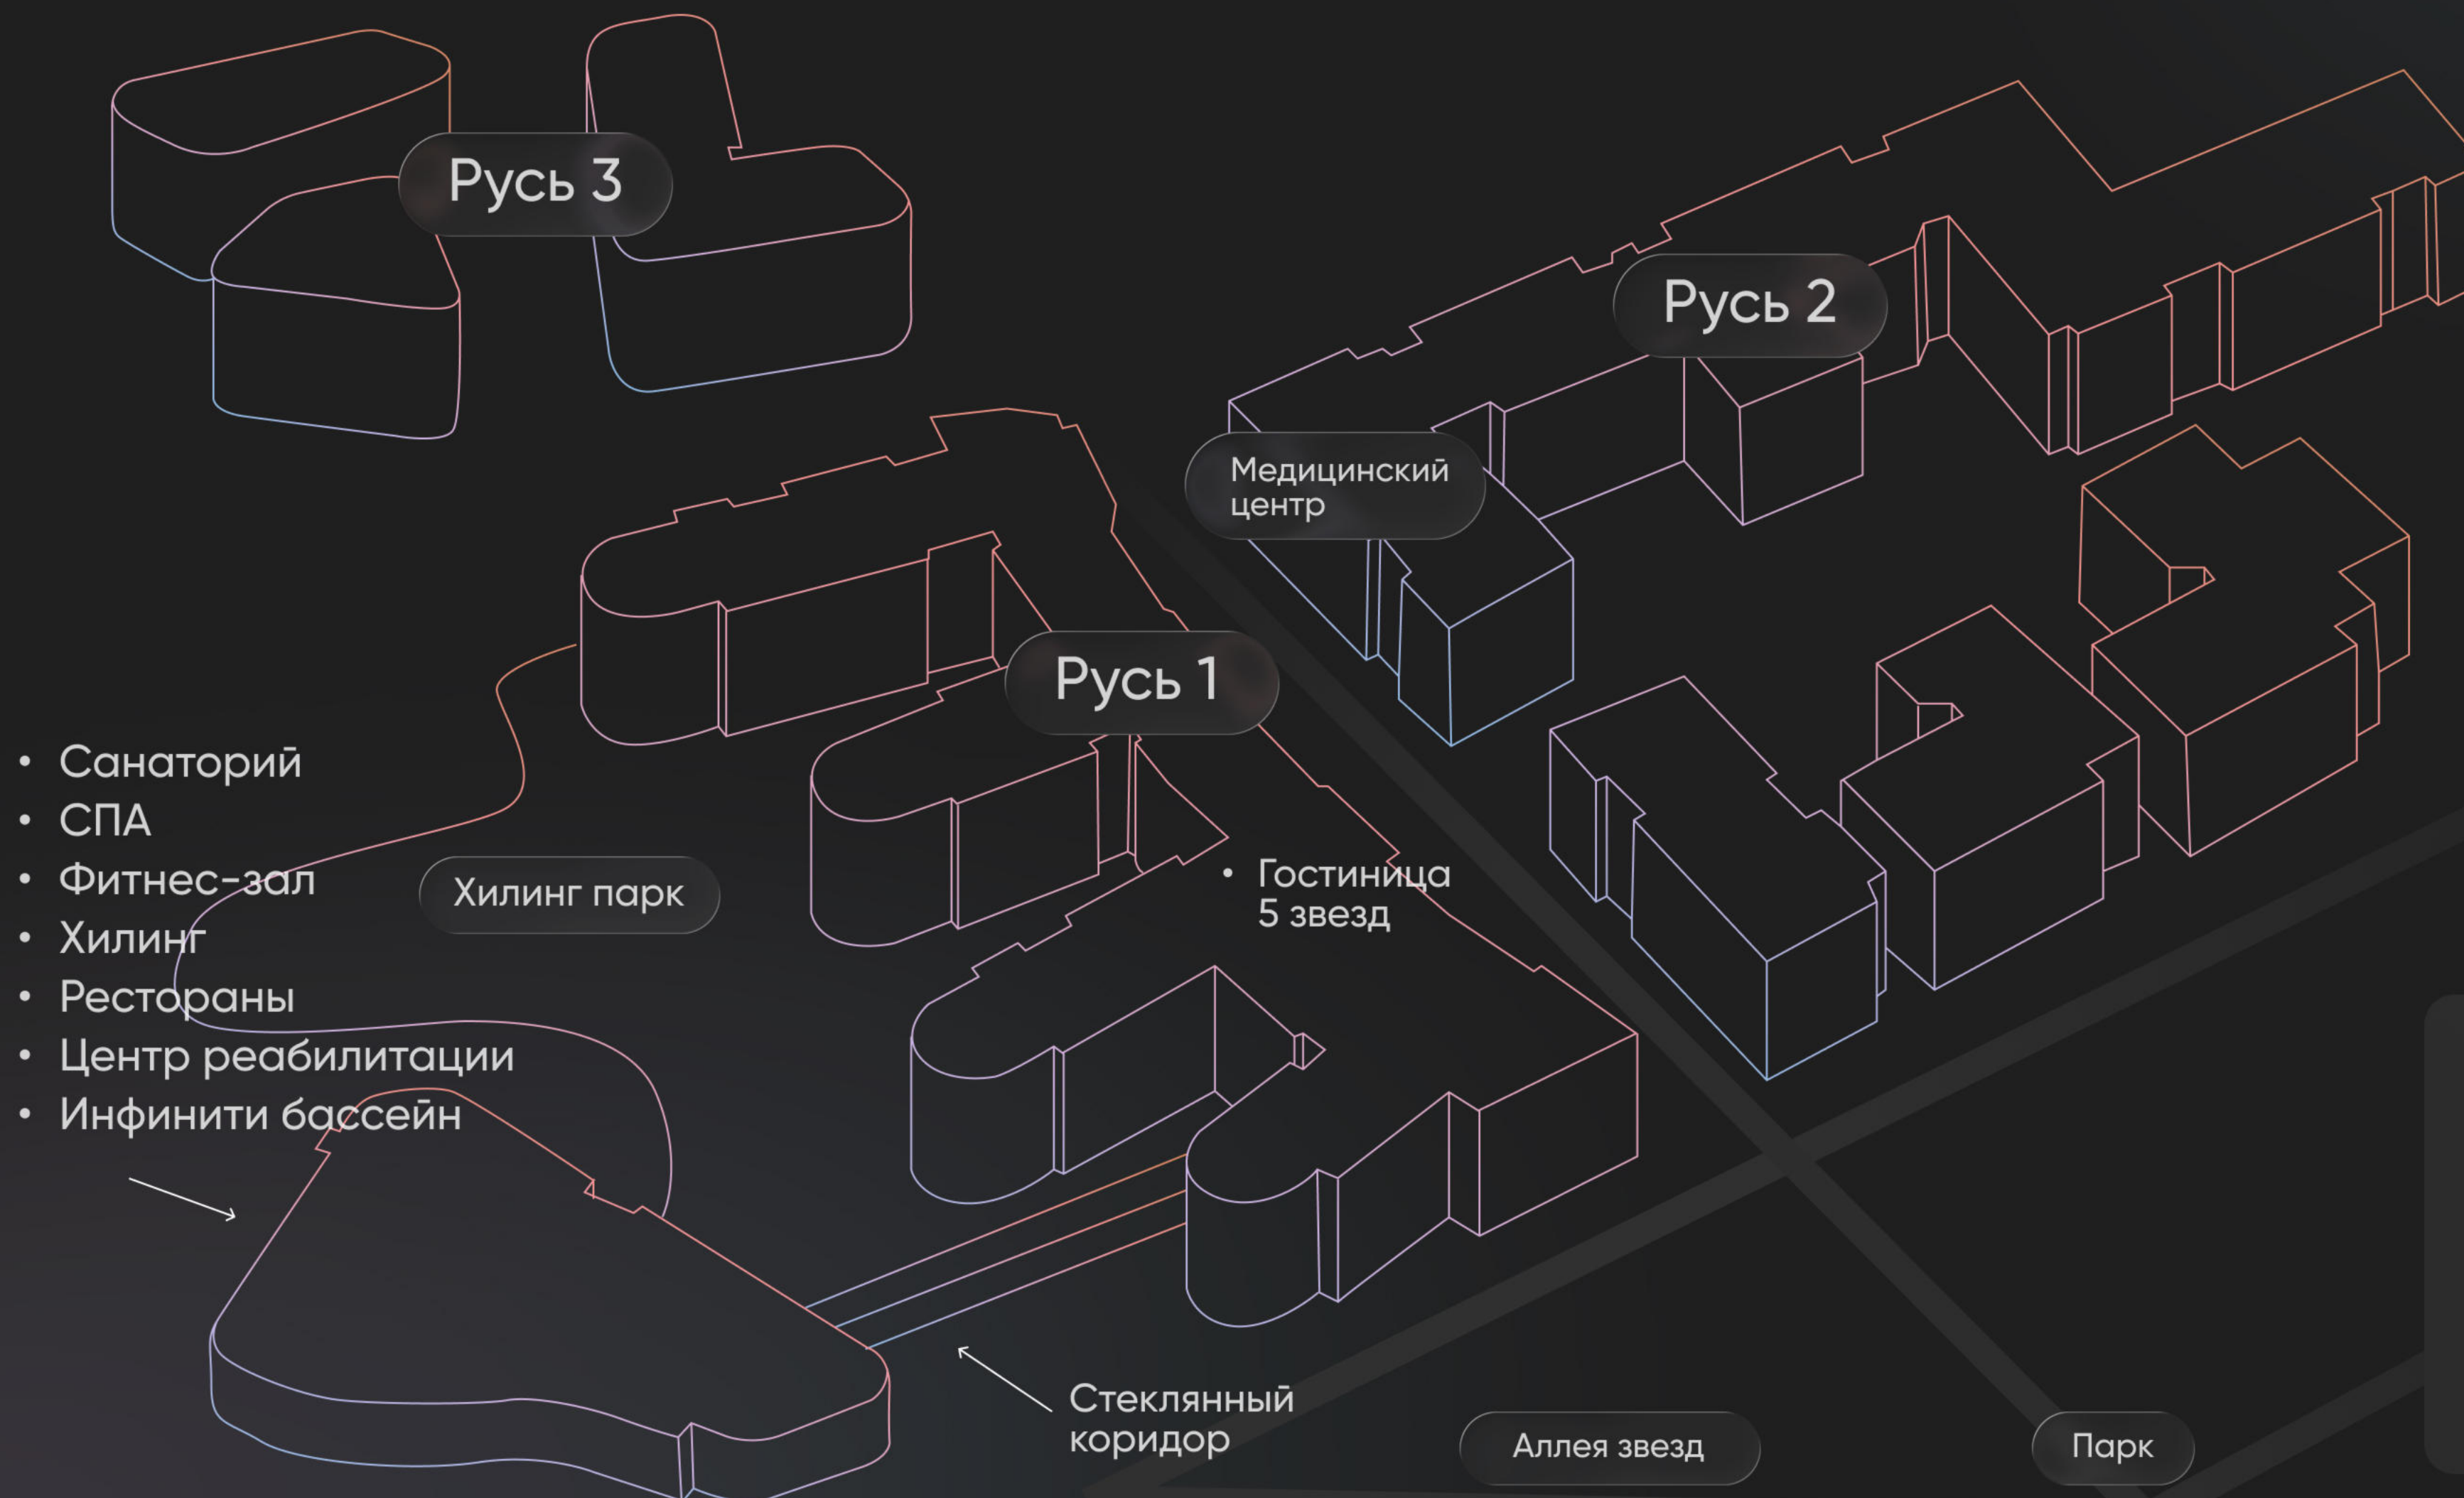 Русь 3
Русь 2
Медицинский
центр
Русь 1
• Санаторий
• СПА
• Фитнес-зал
• Хилинг
• Рестораны
• Центр реабилитации
• Инфинити бассейн
Хилинг парк
• Гостиница
5 звезд
Стеклянный
коридор
Аллея звезд
Парк